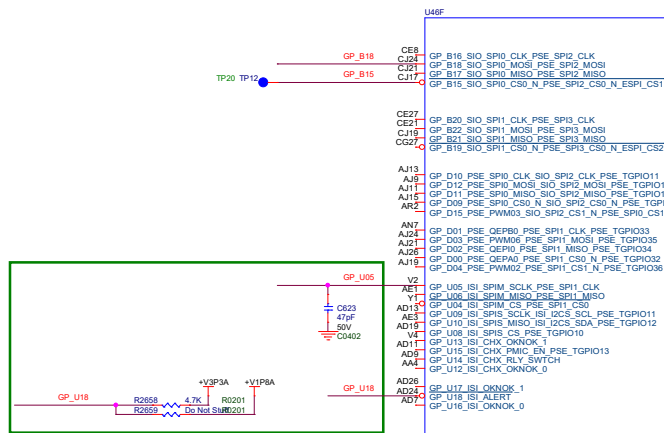 U46F
CE8 GP_B16_SIO_SPI0_CLK_PSE_SPI2_CLK
GP_B18 CJ24 GP_B18_SIO_SPI0_MOSI_PSE_SPI2_MOSI
CJ21 GP_B17_SIO_SPI0_MISO_PSE_SPI2_MISO
TP20 TP12 GP_B15 CJ17 GP_B15_SIO_SPI0_CS0_N_PSE_SPI2_CS0_N_ESPI_CS1
CE27 GP_B20_SIO_SPI1_CLK_PSE_SPI3_CLK
CE21 GP_B22_SIO_SPI1_MOSI_PSE_SPI3_MOSI
CJ19 GP_B21_SIO_SPI1_MISO_PSE_SPI3_MISO
CG27 GP_B19_SIO_SPI1_CS0_N_PSE_SPI3_CS0_N_ESPI_CS2
AJ13 GP_D10_PSE_SPI0_CLK_SIO_SPI2_CLK_PSE_TGPIO11
AJ9 GP_D12_PSE_SPI0_MOSI_SIO_SPI2_MOSI_PSE_TGPIO1
AJ11 GP_D11_PSE_SPI0_MISO_SIO_SPI2_MISO_PSE_TGPIO1
AJ15 GP_D09_PSE_SPI0_CS0_N_SIO_SPI2_CS0_N_PSE_TGPI
AR2 GP_D15_PSE_PWM03_SIO_SPI2_CS1_N_PSE_SPI0_CS1
AN7 GP_D01_PSE_QEPB0_PSE_SPI1_CLK_PSE_TGPIO33
AJ24 GP_D03_PSE_PWM06_PSE_SPI1_MOSI_PSE_TGPIO35
AJ21 GP_D02_PSE_QEPI0_PSE_SPI1_MISO_PSE_TGPIO34
AJ26 GP_D00_PSE_QEPA0_PSE_SPI1_CS0_N_PSE_TGPIO32
AJ19 GP_D04_PSE_PWM02_PSE_SPI1_CS1_N_PSE_TGPIO36
GP_U05 V2 GP_U05_ISI_SPIM_SCLK_PSE_SPI1_CLK
AE1 GP_U06_ISI_SPIM_MISO_PSE_SPI1_MISO
Y1 GP_U04_ISI_SPIM_CS_PSE_SPI1_CS0
AD13 GP_U09_ISI_SPIS_SCLK_ISI_I2CS_SCL_PSE_TGPIO11
AE3 GP_U10_ISI_SPIS_MISO_ISI_I2CS_SDA_PSE_TGPIO12
AD19 GP_U08_ISI_SPIS_CS_PSE_TGPIO10
V4 GP_U13_ISI_CHX_OKNOK_1
AD11 GP_U15_ISI_CHX_PMIC_EN_PSE_TGPIO13
AD9 GP_U14_ISI_CHX_RLY_SWTCH
AA4 GP_U12_ISI_CHX_OKNOK_0
C623
47pF
50V
C0402
+V3P3A +V1P8A
AD26 GP_U17_ISI_OKNOK_1
GP_U18 AD24 GP_U18_ISI_ALERT
AD7 GP_U16_ISI_OKNOK_0
GP_U18 R2658 4.7K R0201
R2659 Do Not Stuff R0201